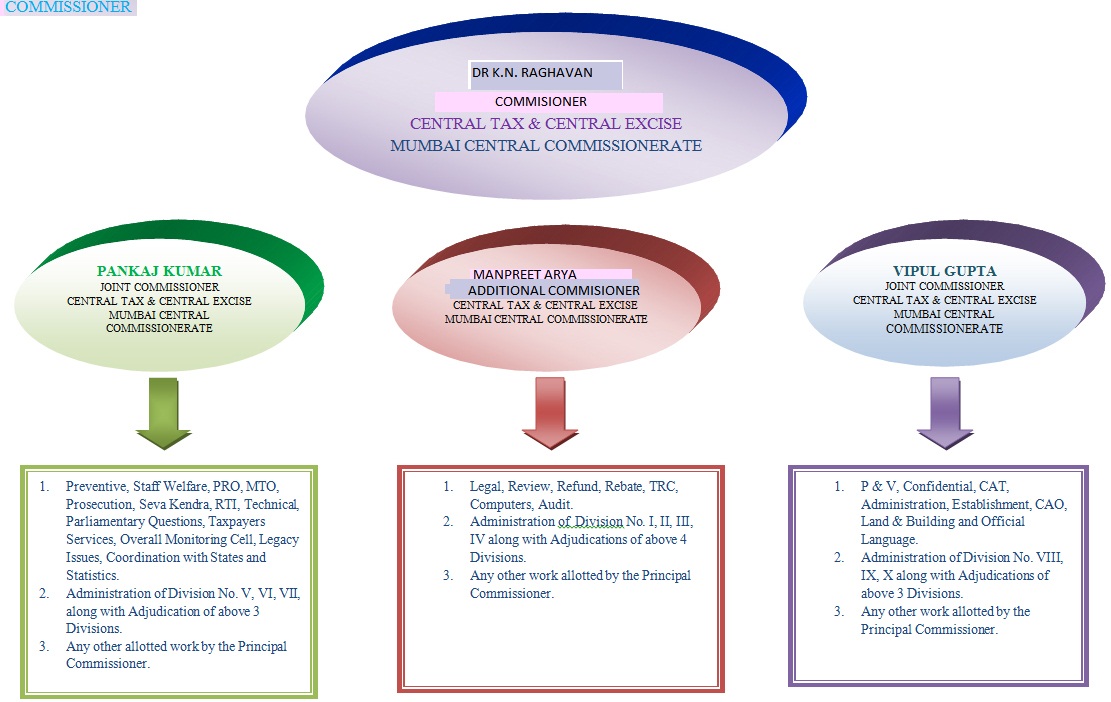 COMMISSIONER
DR K.N. RAGHAVAN
COMMISIONER
CENTRAL TAX & CENTRAL EXCISE
MUMBAI CENTRAL COMMISSIONERATE
PANKAJ KUMAR
JOINT COMMISSIONER
CENTRAL TAX & CENTRAL EXCISE
MUMBAI CENTRAL
COMMISSIONERATE
MANPREET ARYA
ADDITIONAL COMMISIONER
CENTRAL TAX & CENTRAL EXCISE
MUMBAI CENTRAL COMMISSIONERATE
VIPUL GUPTA
JOINT COMMISSIONER
CENTRAL TAX & CENTRAL EXCISE
MUMBAI CENTRAL
COMMISSIONERATE
1. Preventive, Staff Welfare, PRO, MTO,
Prosecution, Seva Kendra, RTI, Technical,
Parliamentary Questions, Taxpayers
Services, Overall Monitoring Cell, Legacy
Issues, Coordination with States and
Statistics.
2. Administration of Division No. V, VI, VII,
along with Adjudication of above 3
Divisions.
3. Any other allotted work by the Principal
Commissioner.
1. Legal, Review, Refund, Rebate, TRC,
Computers, Audit.
2. Administration of Division No. I, II, III,
IV along with Adjudications of above 4
Divisions.
3. Any other work allotted by the Principal
Commissioner.
1. P & V, Confidential, CAT,
Administration, Establishment, CAO,
Land & Building and Official
Language.
2. Administration of Division No. VIII,
IX, X along with Adjudications of
above 3 Divisions.
3. Any other work allotted by the
Principal Commissioner.